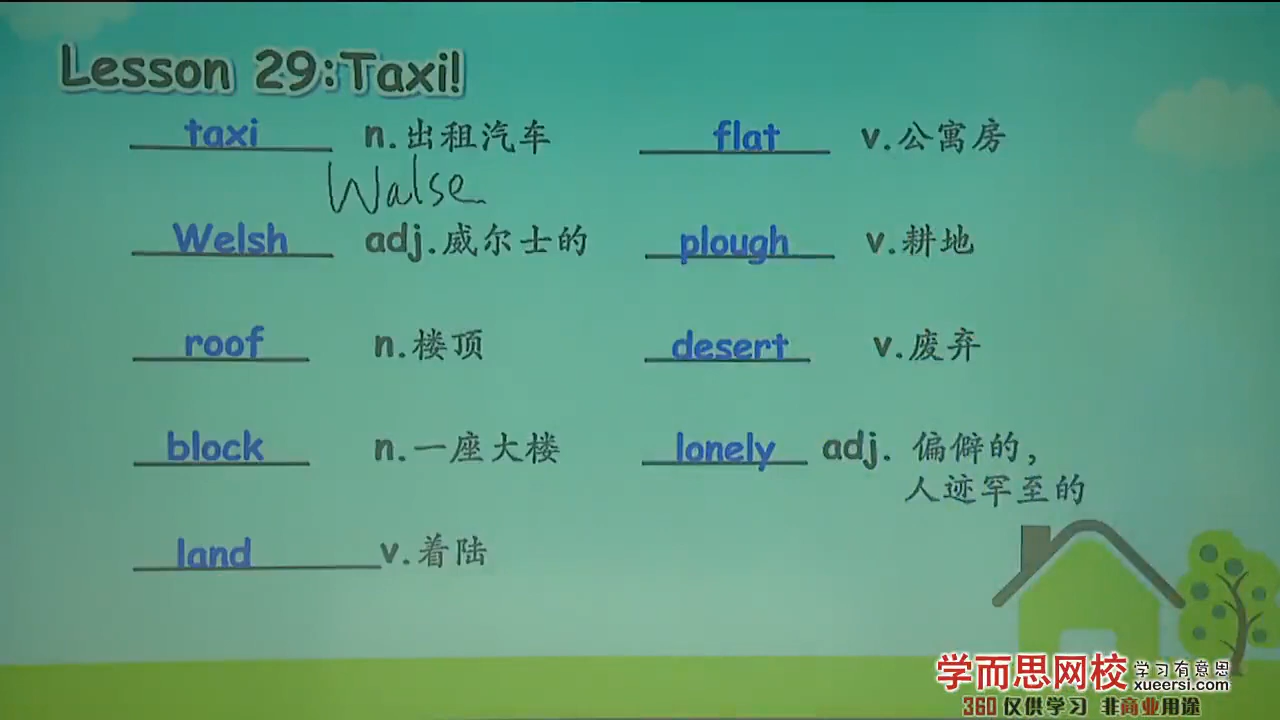 Lesson 29:Taxi!
taxi n.出租汽车 flat v.公寓房
Walse
Welsh adj.威尔士的 plough v.耕地
roof n.楼顶 desert v.废弃
block n.一座大楼 lonely adj. 偏僻的,
人迹罕至的
land v.着陆
学而思网校 学习有意思
xueersi.com
360 仅供学习 非商业用途